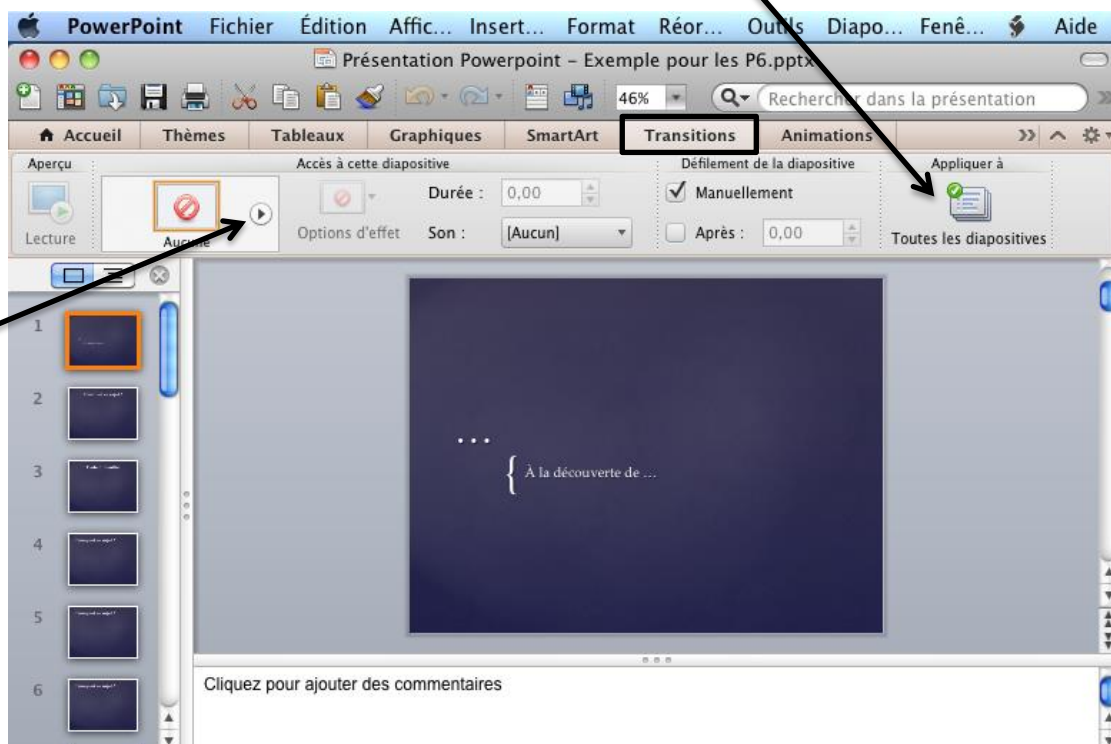 PowerPoint Fichier Édition Affic... Insert... Format Réor... Outils Diapo... Fenê... Aide
Présentation Powerpoint – Exemple pour les P6.pptx
46% Rechercher dans la présentation
Accueil Thèmes Tableaux Graphiques SmartArt Transitions Animations
Aperçu Accès à cette diapositive Défilement de la diapositive Appliquer à
Durée : 0,00 Manuellement
Lecture Aucune Options d'effet Son : [Aucun] Après : 0,00 Toutes les diapositives
1
2
3
4
5
6
...
{ À la découverte de ...
Cliquez pour ajouter des commentaires